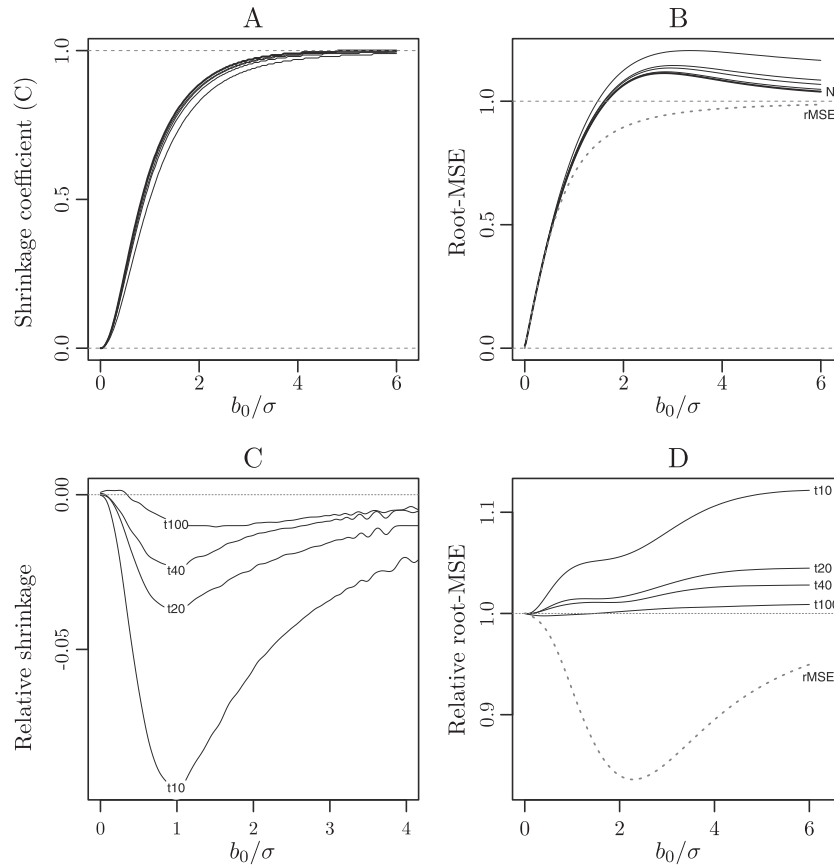 A
Shrinkage coefficient (C)
1.0
0.5
0.0
0 2 4 6
b₀/σ
B
Root-MSE
1.0
0.5
0.0
N
rMSE
0 2 4 6
b₀/σ
C
Relative shrinkage
0.00
-0.05
t100
t40
t20
t10
0 1 2 3 4
b₀/σ
D
Relative root-MSE
1.1
1.0
0.9
t10
t20
t40
t100
rMSE
0 2 4 6
b₀/σ